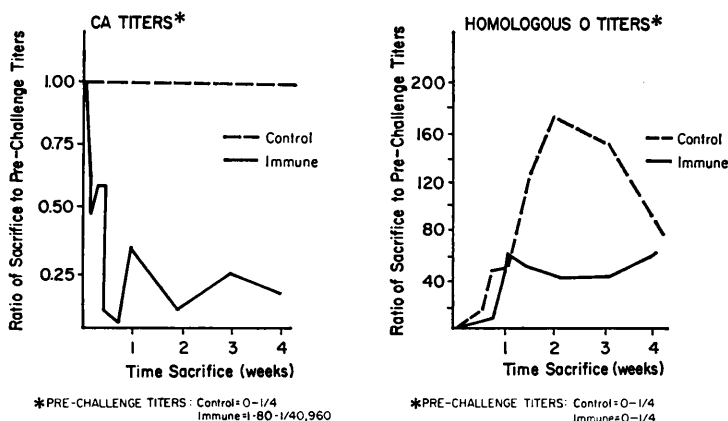 CA TITERS*
Ratio of Sacrifice to Pre-Challenge Titers
1.00
0.75
0.50
0.25
Control
Immune
1 2 3 4
Time Sacrifice (weeks)
*PRE-CHALLENGE TITERS: Control=0-1/4
Immune=1-80-1/40,960
HOMOLOGOUS O TITERS*
Ratio of Sacrifice to Pre-Challenge Titers
200
160
120
80
40
Control
Immune
1 2 3 4
Time Sacrifice (weeks)
*PRE-CHALLENGE TITERS: Control=0-1/4
Immune=0-1/4